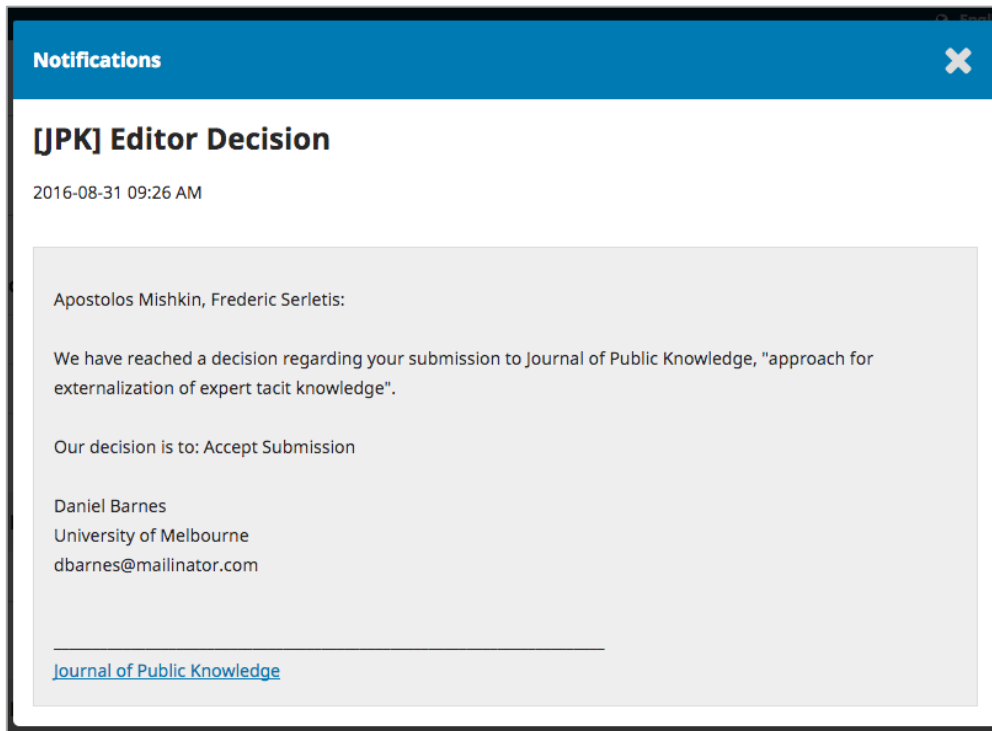 Notifications
[JPK] Editor Decision
2016-08-31 09:26 AM
Apostolos Mishkin, Frederic Serletis:
We have reached a decision regarding your submission to Journal of Public Knowledge, "approach for
externalization of expert tacit knowledge".
Our decision is to: Accept Submission
Daniel Barnes
University of Melbourne
dbarnes@mailinator.com
Journal of Public Knowledge